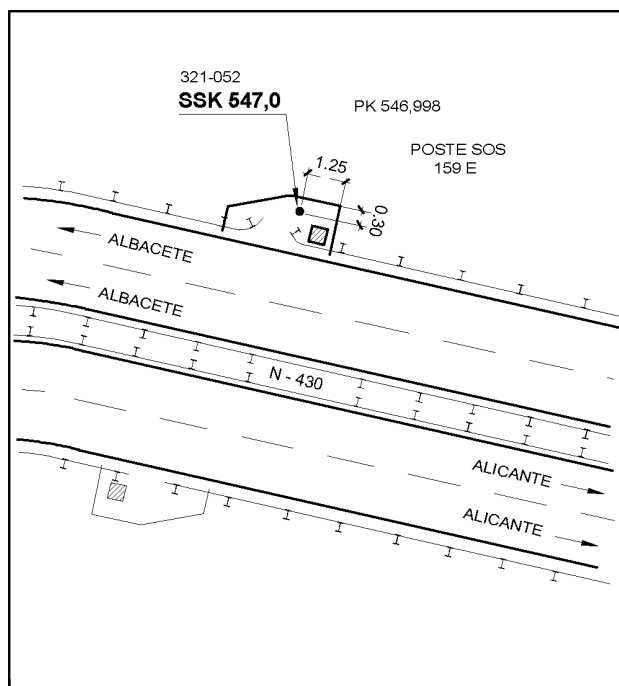 321-052
SSK 547,0
PK 546,998
POSTE SOS
159 E
1.25
0.30
ALBACETE
ALBACETE
N - 430
ALICANTE
ALICANTE